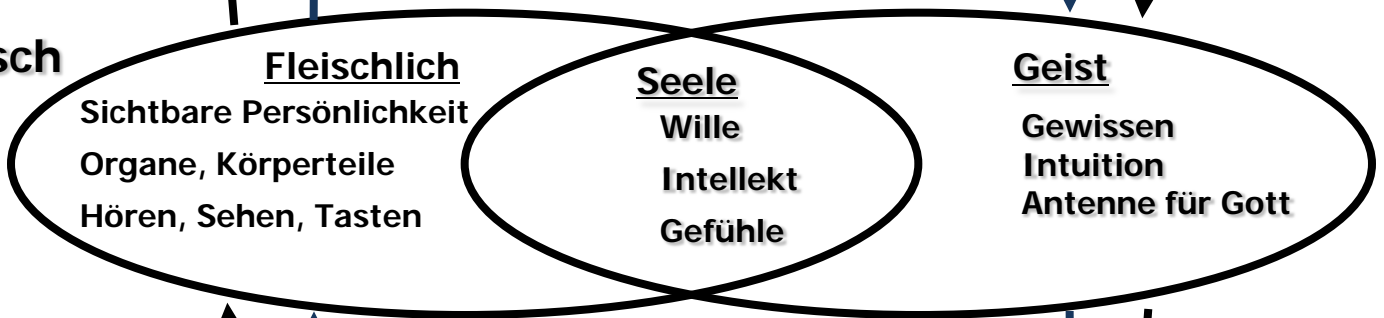 sch
Fleischlich
Sichtbare Persönlichkeit
Organe, Körperteile
Hören, Sehen, Tasten
Seele
Wille
Intellekt
Gefühle
Geist
Gewissen
Intuition
Antenne für Gott